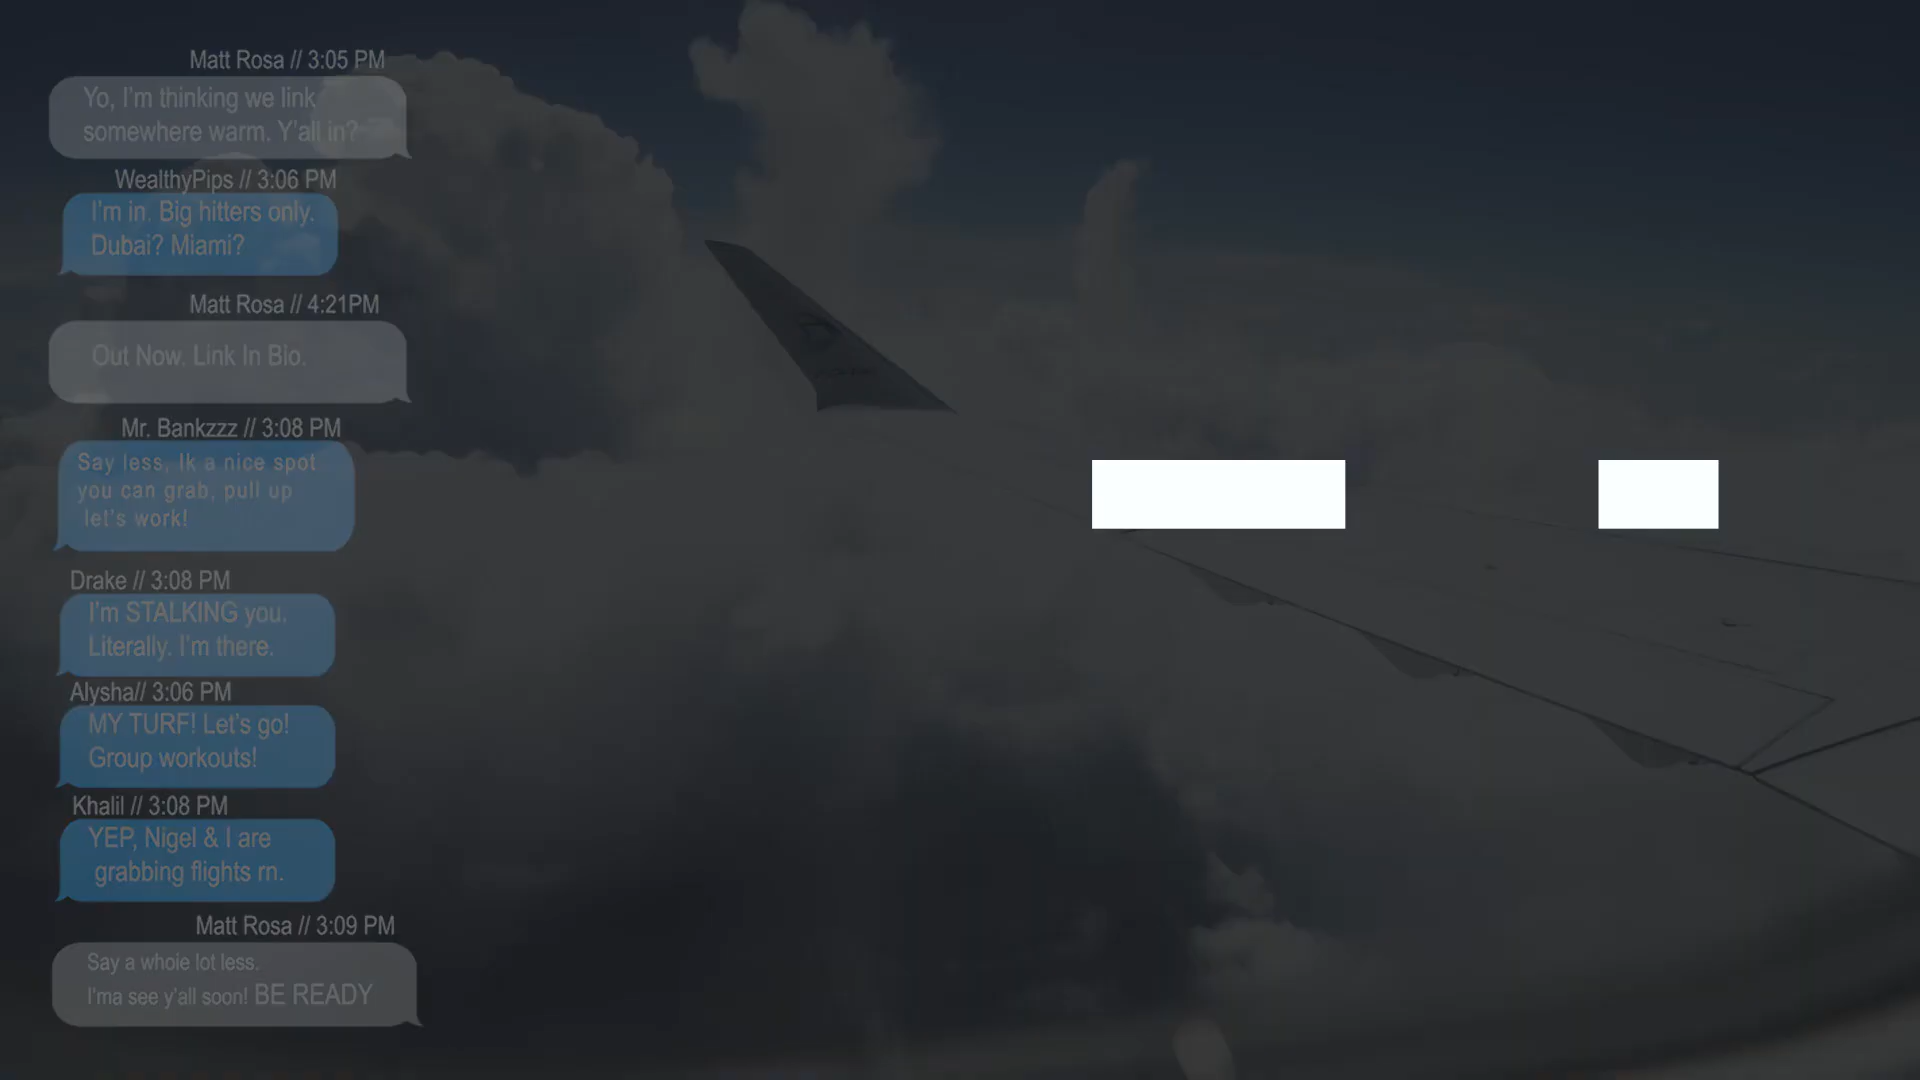 Matt Rosa // 3:05 PM
Yo, I'm thinking we link
somewhere warm. Y'all in?
WealthyPips // 3:06 PM
I'm in. Big hitters only.
Dubai? Miami?
Matt Rosa // 4:21PM
Out Now. Link In Bio.
Mr. Bankzzz // 3:08 PM
Say less, Ik a nice spot
you can grab, pull up
let's work!
Drake // 3:08 PM
I'm STALKING you.
Literally. I'm there.
Alysha// 3:06 PM
MY TURF! Let's go!
Group workouts!
Khalil // 3:08 PM
YEP, Nigel & I are
grabbing flights rn.
Matt Rosa // 3:09 PM
Say a whole lot less.
I'ma see y'all soon! BE READY